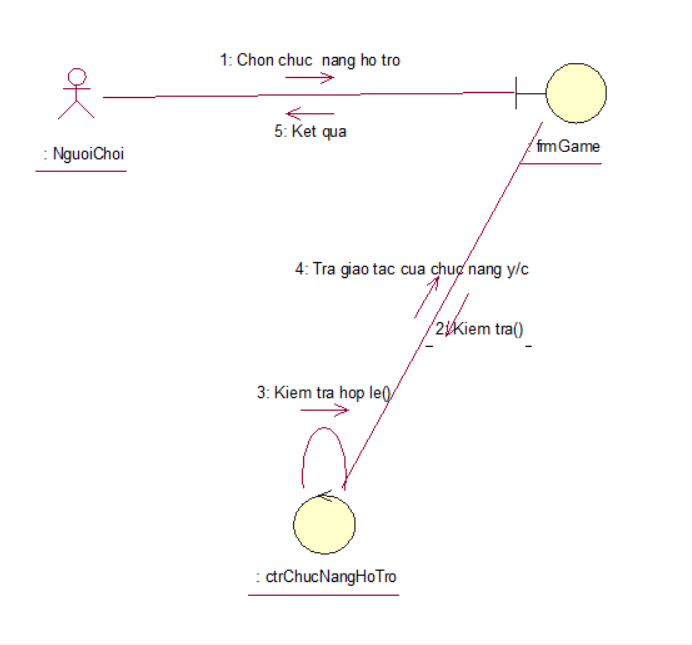 1: Chon chuc nang ho tro
5: Ket qua
: NguoiChoi
: frmGame
4: Tra giao tac cua chuc nang y/c
2: Kiem tra()
3: Kiem tra hop le()
: ctrChucNangHoTro